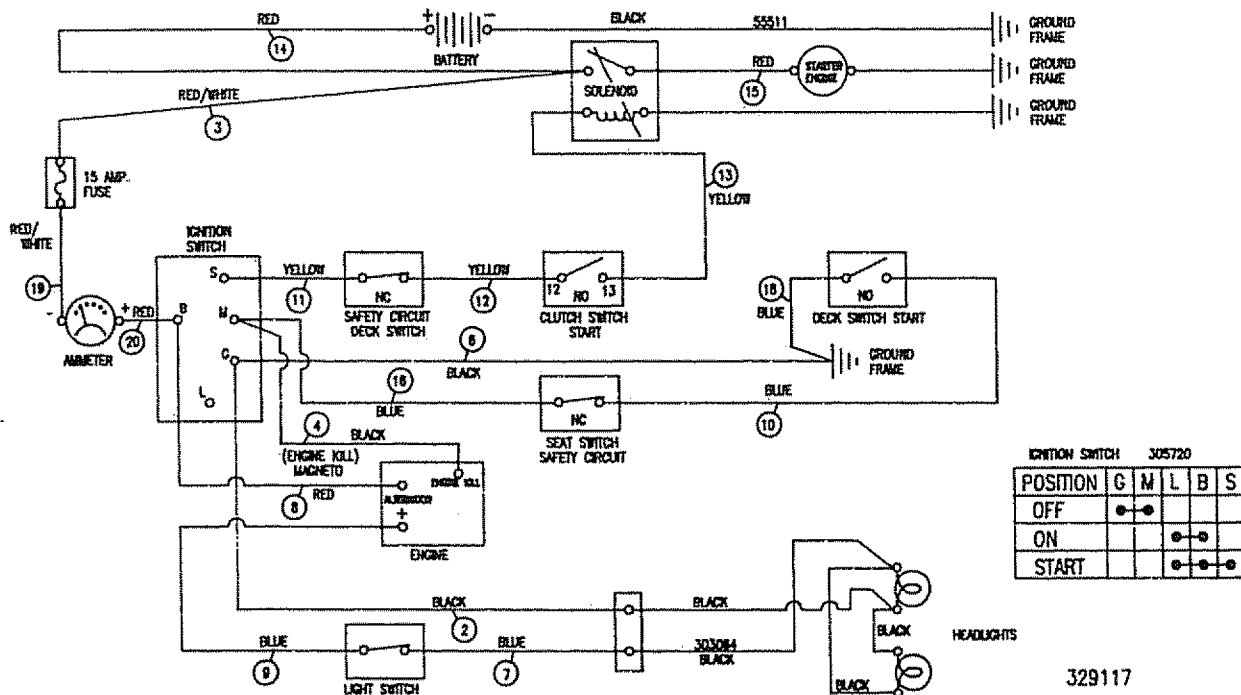 RED
14
+ -
BATTERY
BLACK
55511
GROUND
FRAME
SOLENOID
RED
15
STARTER
ENGINE
GROUND
FRAME
RED/WHITE
3
GROUND
FRAME
15 AMP.
FUSE
13
YELLOW
RED/
WHITE
19
IGNITION
SWITCH
S
B
M
G
L
YELLOW
11
NC
SAFETY CIRCUIT
DECK SWITCH
YELLOW
12
12 NO 13
CLUTCH SWITCH
START
18
BLUE
NO
DECK SWITCH START
- +
RED
20
AMMETER
6
BLACK
GROUND
FRAME
16
BLUE
NC
SEAT SWITCH
SAFETY CIRCUIT
BLUE
10
4
BLACK
(ENGINE KILL)
MAGNETO
ENGINE KILL
ALTERNATOR
+
ENGINE
8
RED
IGNITION SWITCH 305720
POSITION G M L B S
OFF
ON
START
BLACK
2
BLACK
BLUE
9
LIGHT SWITCH
BLUE
7
303064
BLACK
BLACK
BLACK
HEADLIGHTS
329117